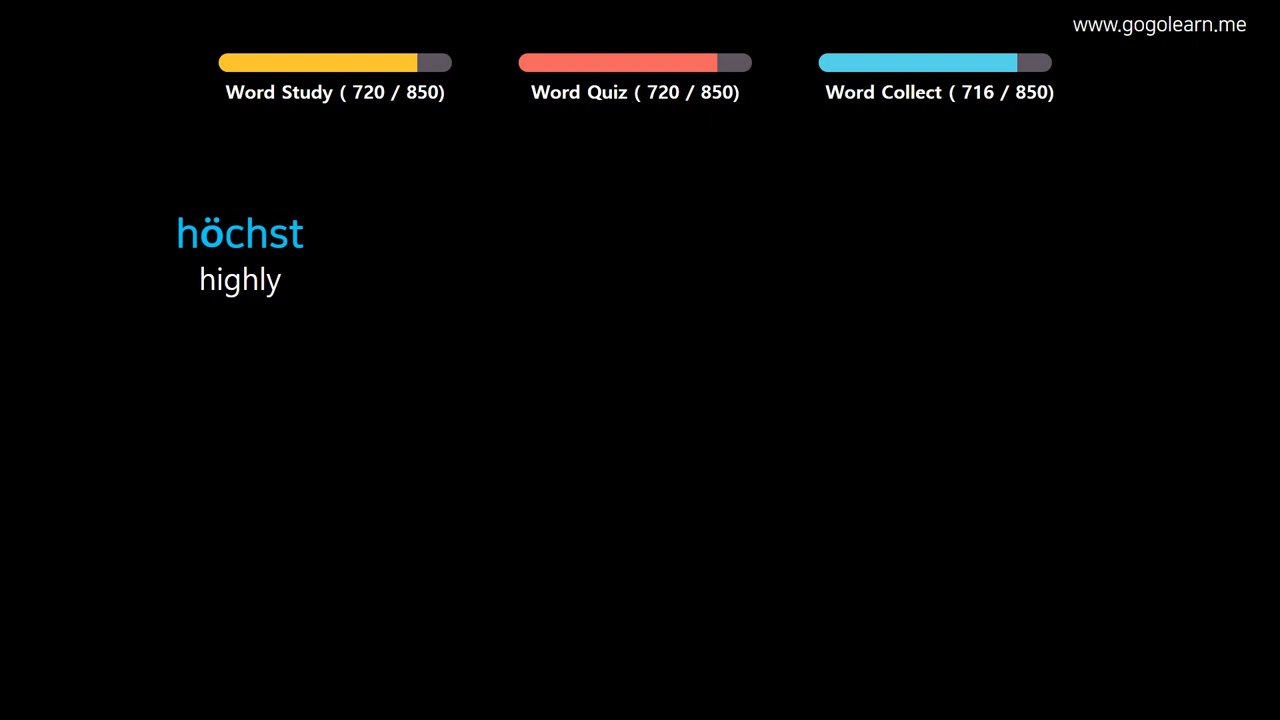 www.gogolearn.me
Word Study ( 720 / 850)
Word Quiz ( 720 / 850)
Word Collect ( 716 / 850)
höchst
highly